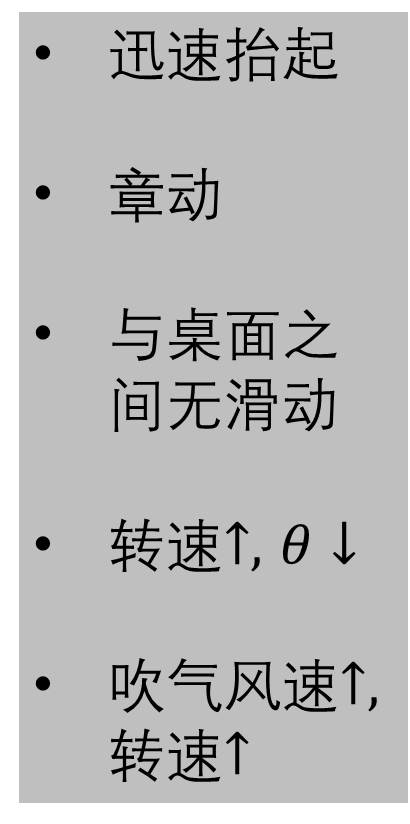 • 迅速抬起
• 章动
• 与桌面之
间无滑动
• 转速↑, θ ↓
• 吹气风速↑,
转速↑